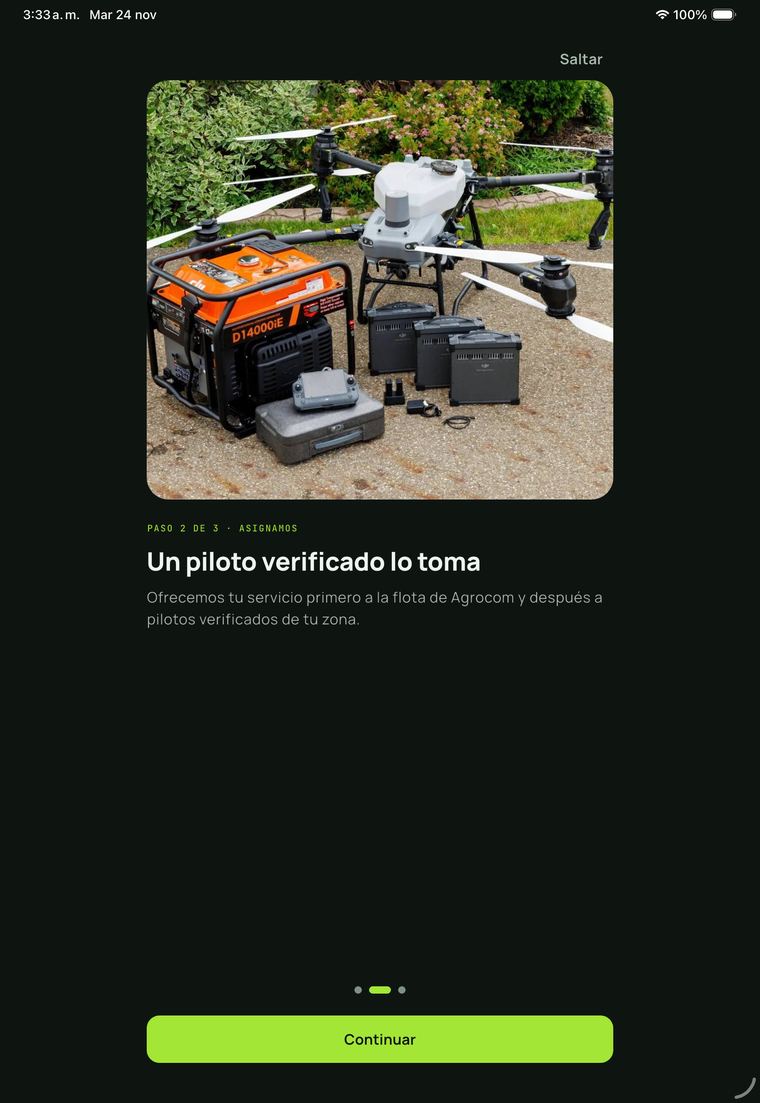 3:33 a. m. Mar 24 nov
100%
Saltar
D14000iE
PASO 2 DE 3 · ASIGNAMOS
Un piloto verificado lo toma
Ofrecemos tu servicio primero a la flota de Agrocom y después a
pilotos verificados de tu zona.
Continuar